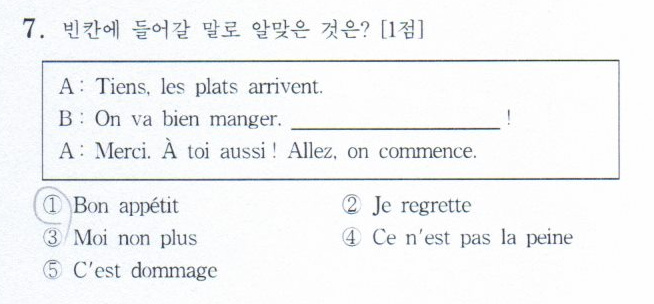 7. 빈칸에 들어갈 말로 알맞은 것은? [1점]
A : Tiens, les plats arrivent.
B : On va bien manger. ____________________ !
A : Merci. À toi aussi ! Allez, on commence.
① Bon appétit ② Je regrette
③ Moi non plus ④ Ce n'est pas la peine
⑤ C'est dommage